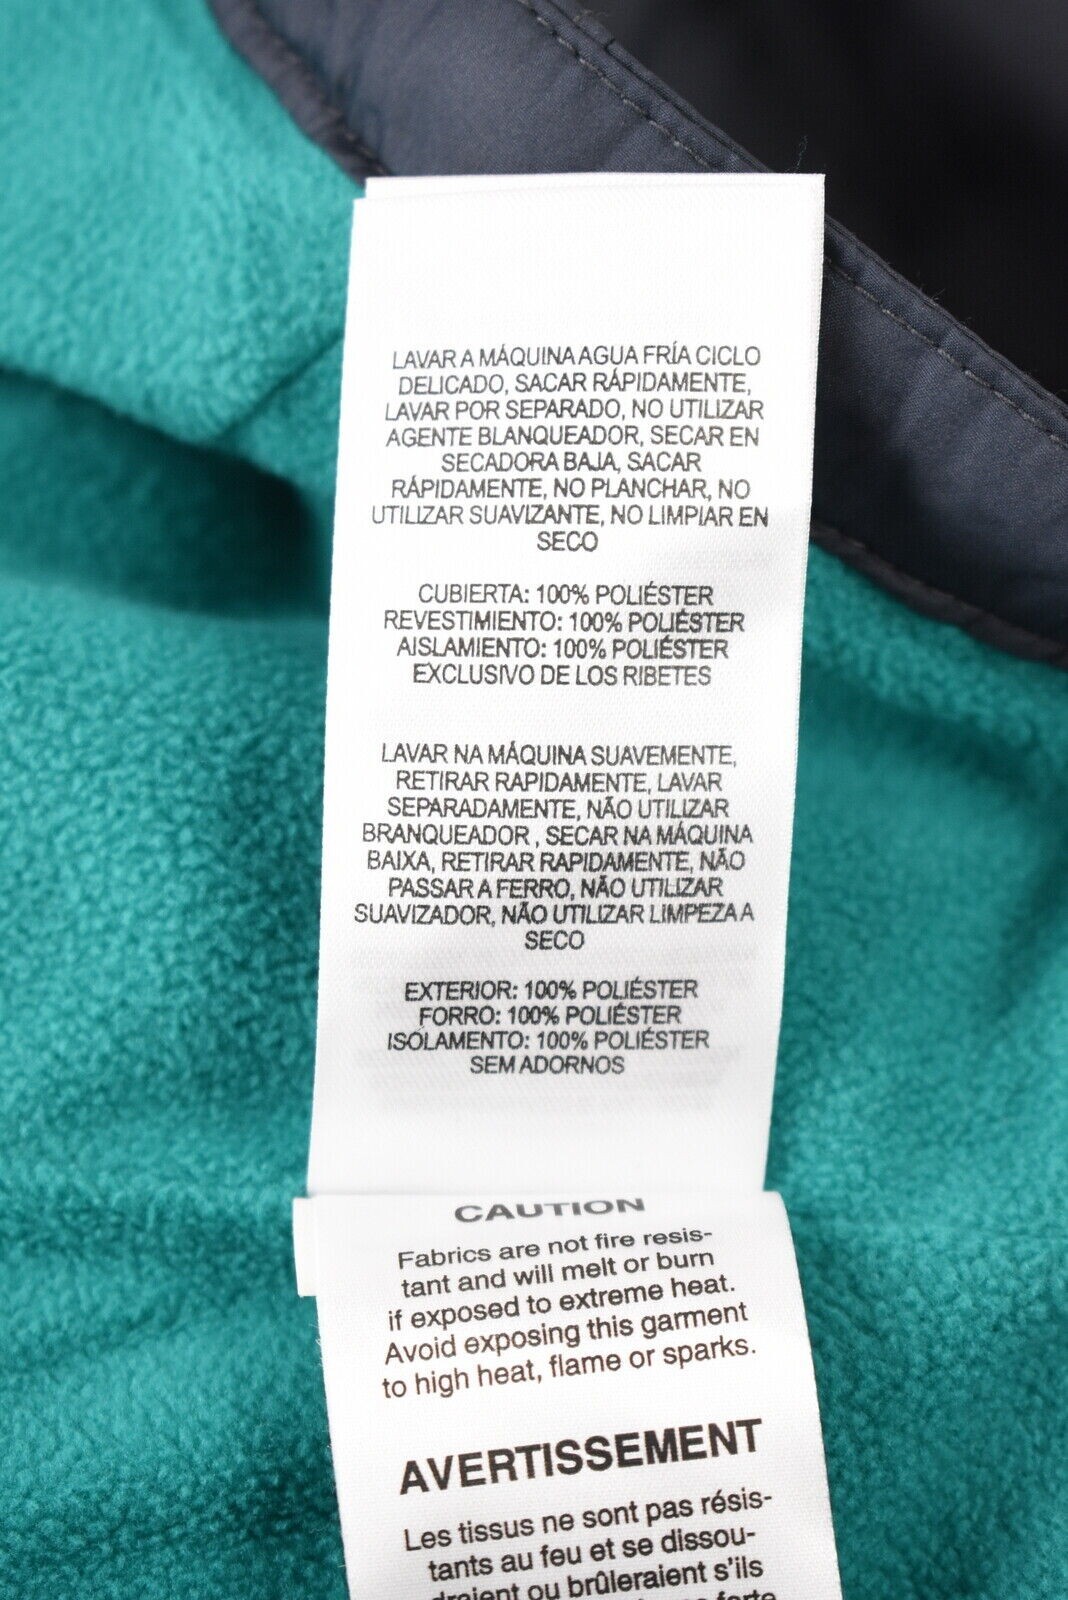 LAVAR A MÁQUINA AGUA FRÍA CICLO
DELICADO, SACAR RÁPIDAMENTE,
LAVAR POR SEPARADO, NO UTILIZAR
AGENTE BLANQUEADOR, SECAR EN
SECADORA BAJA, SACAR
RÁPIDAMENTE, NO PLANCHAR, NO
UTILIZAR SUAVIZANTE, NO LIMPIAR EN
SECO
CUBIERTA: 100% POLIÉSTER
REVESTIMIENTO: 100% POLIÉSTER
AISLAMIENTO: 100% POLIÉSTER
EXCLUSIVO DE LOS RIBETES
LAVAR NA MÁQUINA SUAVEMENTE,
RETIRAR RAPIDAMENTE, LAVAR
SEPARADAMENTE, NÃO UTILIZAR
BRANQUEADOR , SECAR NA MÁQUINA
BAIXA, RETIRAR RAPIDAMENTE, NÃO
PASSAR A FERRO, NÃO UTILIZAR
SUAVIZADOR, NÃO UTILIZAR LIMPEZA A
SECO
EXTERIOR: 100% POLIÉSTER
FORRO: 100% POLIÉSTER
ISOLAMENTO: 100% POLIÉSTER
SEM ADORNOS
CAUTION
Fabrics are not fire resis-
tant and will melt or burn
if exposed to extreme heat.
Avoid exposing this garment
to high heat, flame or sparks.
AVERTISSEMENT
Les tissus ne sont pas résis-
tants au feu et se dissou-
draient ou brûleraient s'ils
forte